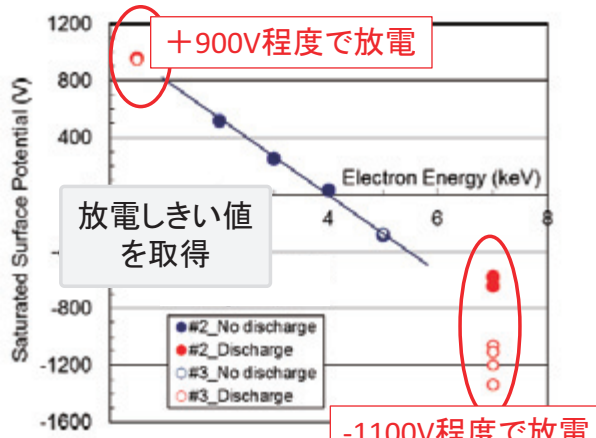 1200
＋900V程度で放電
800
400
Electron Energy (keV)
4
6
8
放電しきい値
を取得
-800
-1200
-1600
Saturated Surface Potential (V)
#2_No discharge
#2_Discharge
#3_No discharge
#3_Discharge
-1100V程度で放電